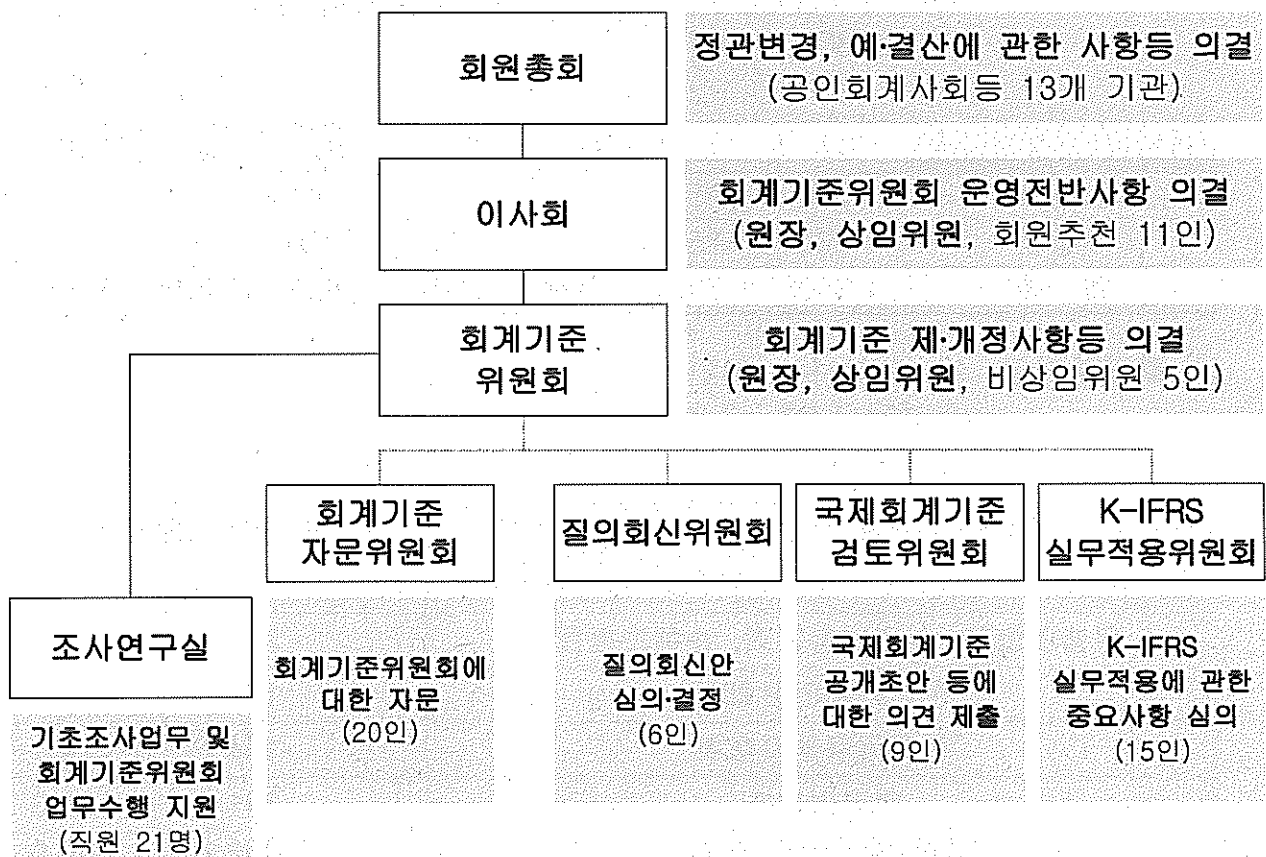 회원총회
정관변경, 예·결산에 관한 사항등 의결
(공인회계사회등 13개 기관)
이사회
회계기준위원회 운영전반사항 의결
(원장, 상임위원, 회원추천 11인)
회계기준
위원회
회계기준 제·개정사항등 의결
(원장, 상임위원, 비상임위원 5인)
회계기준
자문위원회
질의회신위원회
국제회계기준
검토위원회
K-IFRS
실무적용위원회
조사연구실
기초조사업무 및
회계기준위원회
업무수행 지원
(직원 21명)
회계기준위원회에
대한 자문
(20인)
질의회신안
심의·결정
(6인)
국제회계기준
공개초안 등에
대한 의견 제출
(9인)
K-IFRS
실무적용에 관한
중요사항 심의
(15인)